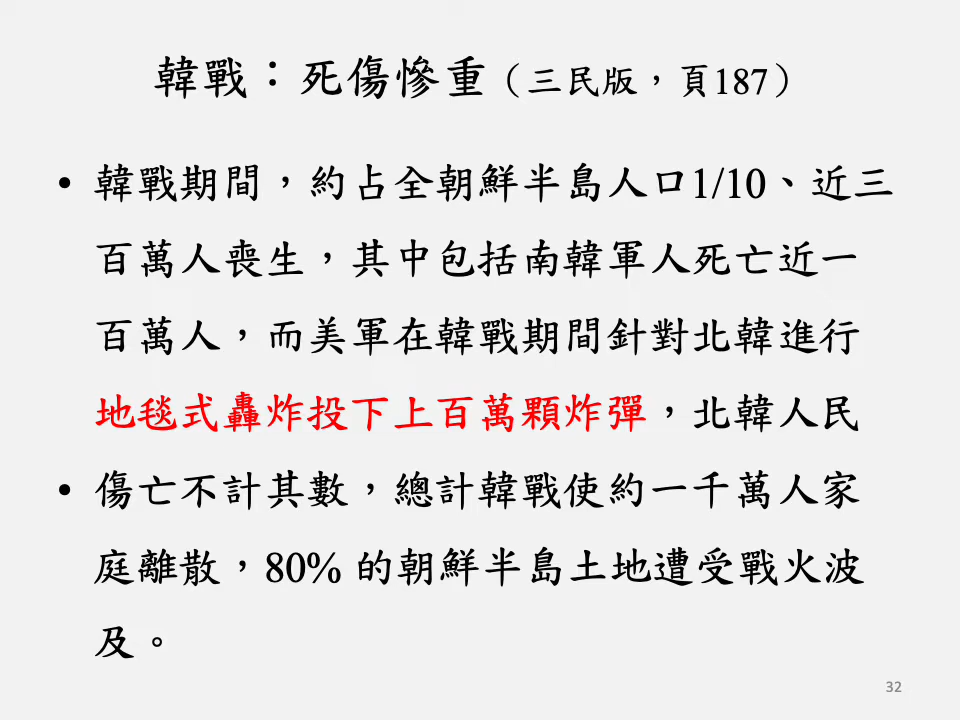 韓戰：死傷慘重（三民版，頁187）
• 韓戰期間，約占全朝鮮半島人口1/10、近三
百萬人喪生，其中包括南韓軍人死亡近一
百萬人，而美軍在韓戰期間針對北韓進行
地毯式轟炸投下上百萬顆炸彈，北韓人民
• 傷亡不計其數，總計韓戰使約一千萬人家
庭離散，80% 的朝鮮半島土地遭受戰火波
及。
32